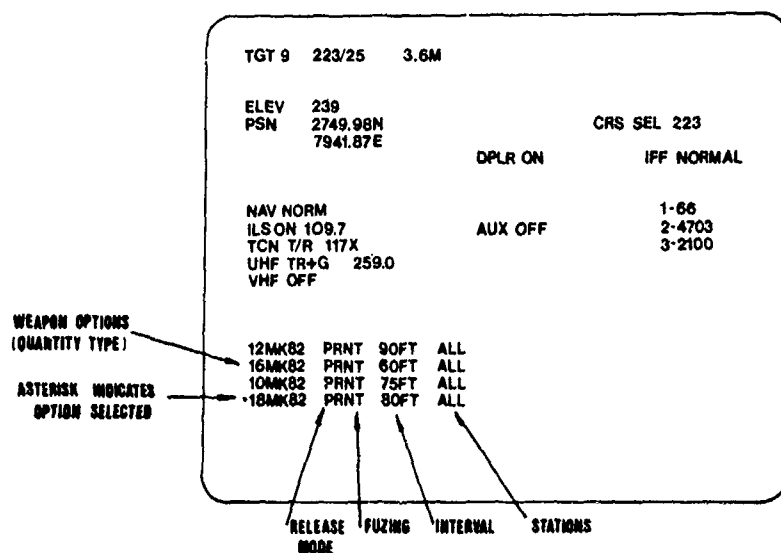 TGT 9 223/25 3.6M
ELEV 239
PSN 2749.98N CRS SEL 223
7941.87E
DPLR ON IFF NORMAL
NAV NORM 1-66
ILS ON 109.7 AUX OFF 2-4703
TCN T/R 117X 3-2100
UHF TR+G 259.0
VHF OFF
WEAPON OPTIONS
(QUANTITY TYPE)
12MK82 PRNT 90FT ALL
16MK82 PRNT 60FT ALL
10MK82 PRNT 75FT ALL
ASTERISK INDICATES
OPTION SELECTED
*18MK82 PRNT 80FT ALL
RELEASE MODE
FUZING
INTERVAL
STATIONS